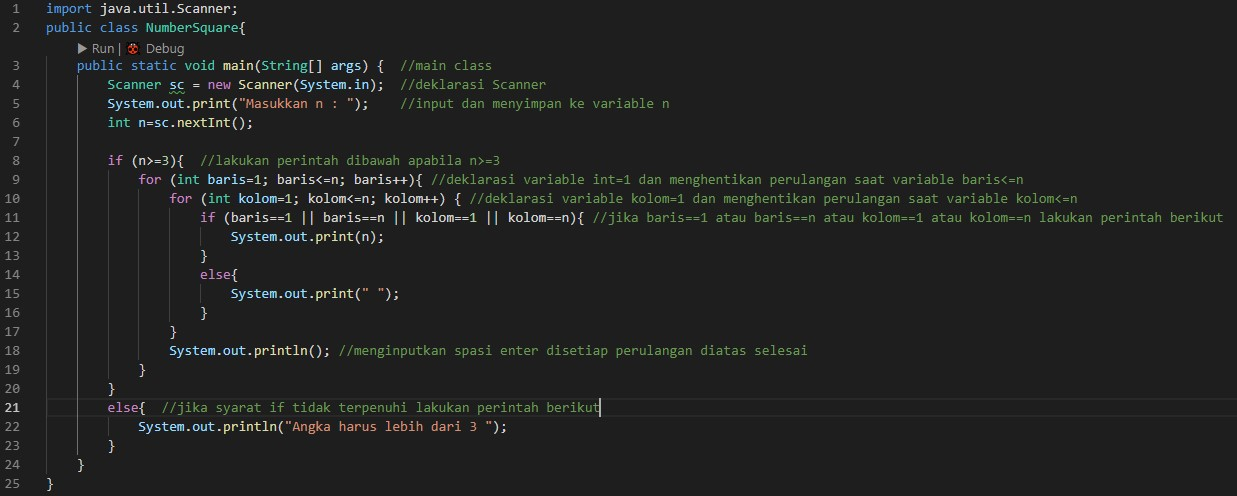 1 import java.util.Scanner;
2 public class NumberSquare{
Run | Debug
3 public static void main(String[] args) { //main class
4 Scanner sc = new Scanner(System.in); //deklarasi Scanner
5 System.out.print("Masukkan n : "); //input dan menyimpan ke variable n
6 int n=sc.nextInt();
7
8 if (n>=3){ //lakukan perintah dibawah apabila n>=3
9 for (int baris=1; baris<=n; baris++){ //deklarasi variable int=1 dan menghentikan perulangan saat variable baris<=n
10 for (int kolom=1; kolom<=n; kolom++) { //deklarasi variable kolom=1 dan menghentikan perulangan saat variable kolom<=n
11 if (baris==1 || baris==n || kolom==1 || kolom==n){ //jika baris==1 atau baris==n atau kolom==1 atau kolom==n lakukan perintah berikut
12 System.out.print(n);
13 }
14 else{
15 System.out.print(" ");
16 }
17 }
18 System.out.println(); //menginputkan spasi enter disetiap perulangan diatas selesai
19 }
20 }
21 else{ //jika syarat if tidak terpenuhi lakukan perintah berikut
22 System.out.println("Angka harus lebih dari 3 ");
23 }
24 }
25 }